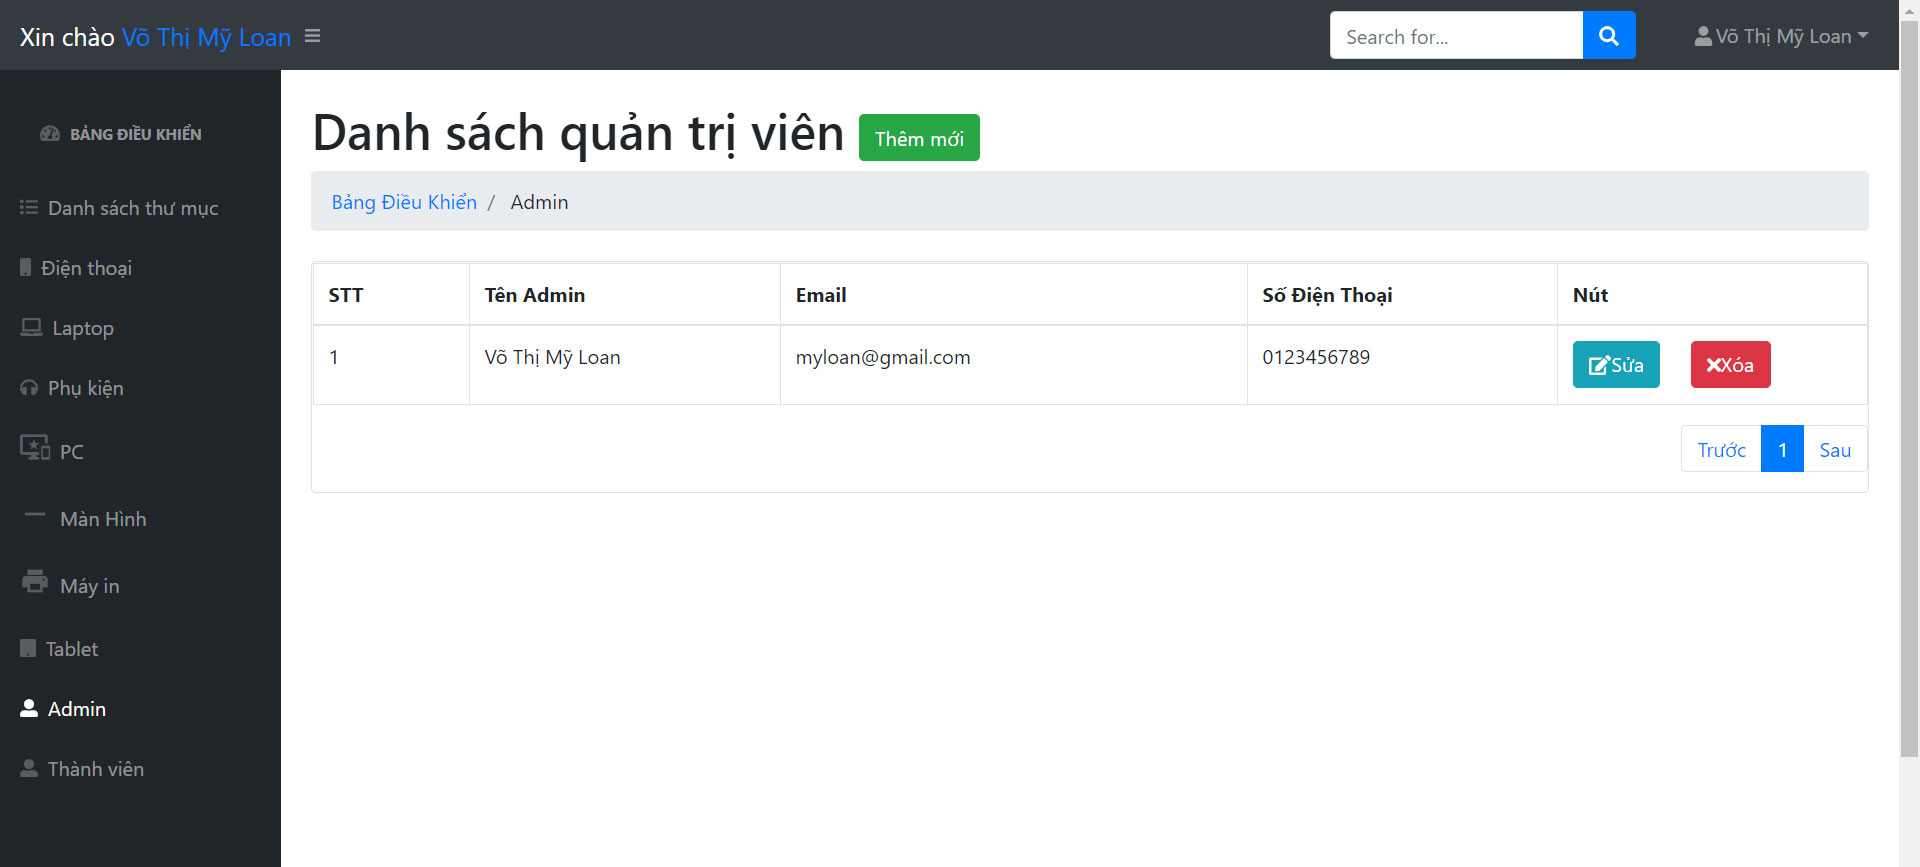 Xin chào Võ Thị Mỹ Loan
Search for...
Võ Thị Mỹ Loan
BẢNG ĐIỀU KHIỂN
Danh sách thư mục
Điện thoại
Laptop
Phụ kiện
PC
Màn Hình
Máy in
Tablet
Admin
Thành viên
Danh sách quản trị viên Thêm mới
Bảng Điều Khiển / Admin
STT Tên Admin Email Số Điện Thoại Nút
1 Võ Thị Mỹ Loan myloan@gmail.com 0123456789 Sửa Xóa
Trước 1 Sau